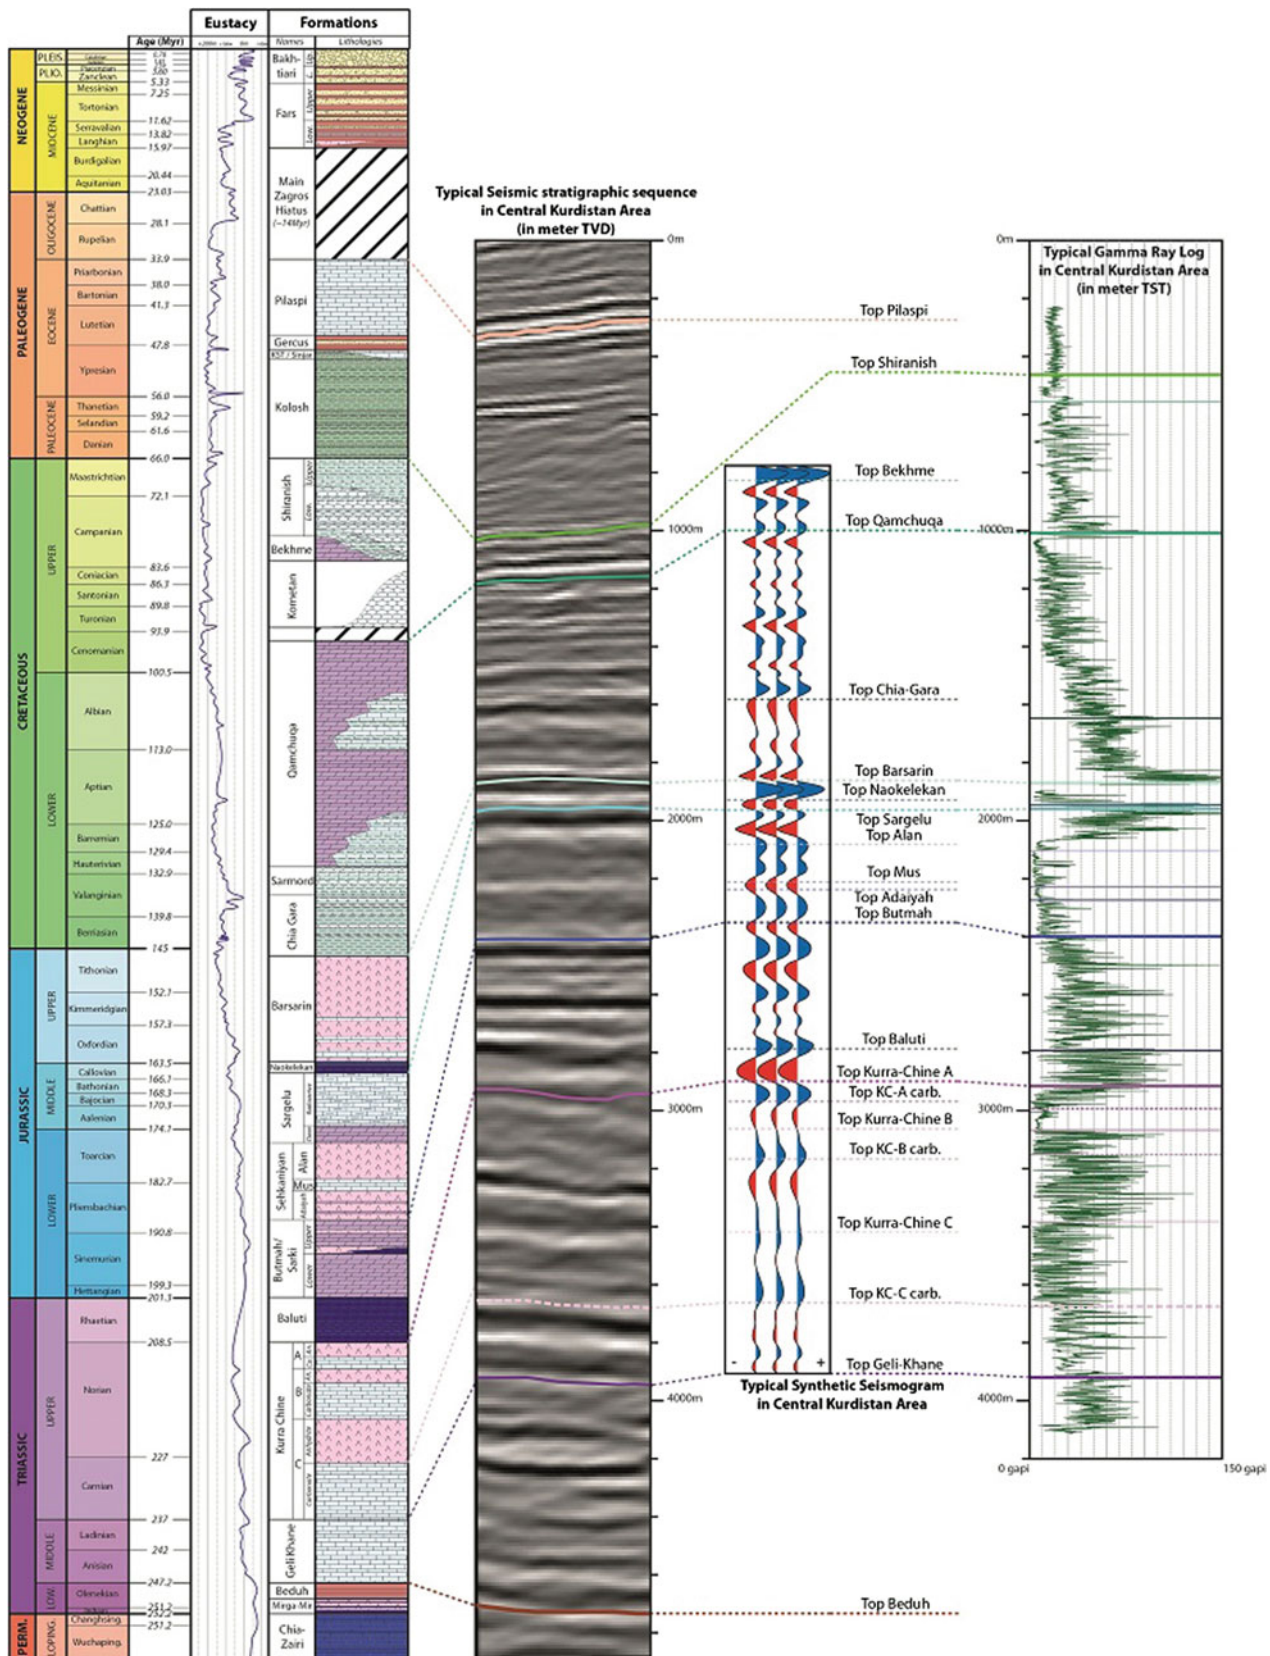 Eustacy
Formations
Age (Myr)
Names
Lithologies
NEOGENE
PLEIS.
PLIO.
MIOCENE
Zanclean
Messinian
Tortonian
Serravalian
Langhian
Burdigalian
Aquitanian
5.33
7.25
11.62
13.82
15.97
20.44
23.03
PALEOGENE
OLIGOCENE
EOCENE
PALEOCENE
Chattian
Rupelian
Priarbonian
Bartonian
Lutetian
Ypresian
Thanetian
Selandian
Danian
28.1
33.9
38.0
41.3
47.8
56.0
59.2
61.6
66.0
CRETACEOUS
UPPER
LOWER
Maastrichtian
Campanian
Coniacian
Santonian
Turonian
Cenomanian
Albian
Aptian
Barremian
Hauterivian
Valanginian
Berriasian
72.1
83.6
86.3
89.8
93.9
100.5
113.0
125.0
129.4
132.9
139.8
145
JURASSIC
UPPER
MIDDLE
LOWER
Tithonian
Kimmeridgian
Oxfordian
Callovian
Bathonian
Bajocian
Aalenian
Toarcian
Pliensbachian
Sinemurian
Hettangian
152.1
157.3
163.5
166.1
168.3
170.3
174.1
182.7
190.8
199.3
201.3
TRIASSIC
UPPER
MIDDLE
LOW.
Rhaetian
Norian
Carnian
Ladinian
Anisian
Olenekian
208.5
227
237
242
247.2
251.2
PERM.
LOPING.
Changhsing.
Wuchaping.
Bakh-
tiari
Fars
Upper
Low.
Main
Zagros
Hiatus
(~14Myr)
Pilaspi
Gercus
Kolosh
Shiranish
Upper
Low.
Bekhme
Kometan
Qamchuqa
Sarmord
Chia Gara
Barsarin
Naokelekan
Sargelu
Sehkaniyan
Alan
Mus
Adaiyah
Butmah/
Sarki
Upper
Lower
Baluti
Kurra Chine
A
B
C
Geli Khane
Beduh
Chia-
Zairi
Typical Seismic stratigraphic sequence
in Central Kurdistan Area
(in meter TVD)
0m
1000m
2000m
3000m
4000m
Top Pilaspi
Top Shiranish
Top Bekhme
Top Qamchuqa
Top Chia-Gara
Top Barsarin
Top Naokelekan
Top Sargelu
Top Alan
Top Mus
Top Adaiyah
Top Butmah
Top Baluti
Top Kurra-Chine A
Top KC-A carb.
Top Kurra-Chine B
Top KC-B carb.
Top Kurra-Chine C
Top KC-C carb.
Top Geli-Khane
Top Beduh
- +
Typical Synthetic Seismogram
in Central Kurdistan Area
Typical Gamma Ray Log
in Central Kurdistan Area
(in meter TST)
0m
1000m
2000m
3000m
4000m
0 gapi
150 gapi